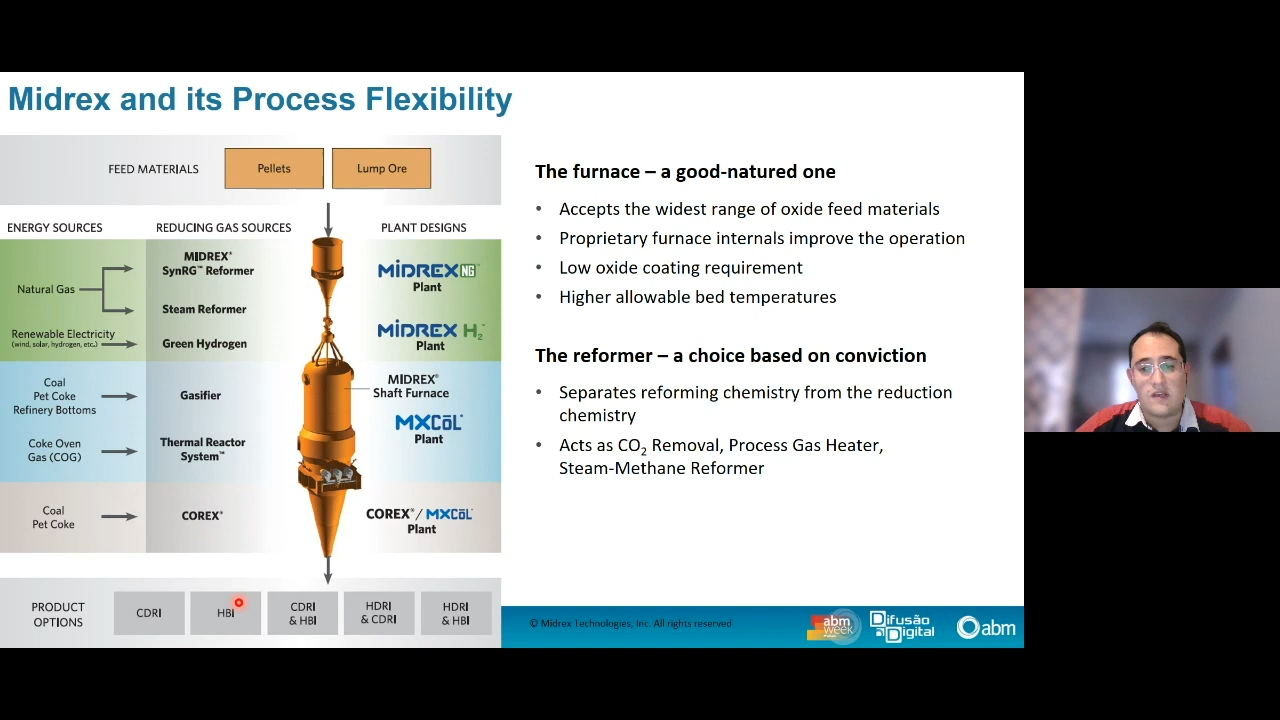 Midrex and its Process Flexibility
FEED MATERIALS
Pellets
Lump Ore
ENERGY SOURCES
REDUCING GAS SOURCES
PLANT DESIGNS
Natural Gas
MIDREX®
SynRG™ Reformer
Steam Reformer
MIDREX NG™
Plant
Renewable Electricity
(wind, solar, hydrogen, etc.)
Green Hydrogen
MIDREX H₂™
Plant
Coal
Pet Coke
Refinery Bottoms
Gasifier
MIDREX®
Shaft Furnace
MXCōL®
Plant
Coke Oven
Gas (COG)
Thermal Reactor
System™
Coal
Pet Coke
COREX®
COREX®/ MXCōL®
Plant
PRODUCT
OPTIONS
CDRI
HBI
CDRI
& HBI
HDRI
& CDRI
HDRI
& HBI
The furnace – a good-natured one
• Accepts the widest range of oxide feed materials
• Proprietary furnace internals improve the operation
• Low oxide coating requirement
• Higher allowable bed temperatures
The reformer – a choice based on conviction
• Separates reforming chemistry from the reduction
chemistry
• Acts as CO₂ Removal, Process Gas Heater,
Steam-Methane Reformer
© Midrex Technologies, Inc. All rights reserved
abm
week
Difusão
Digital
abm